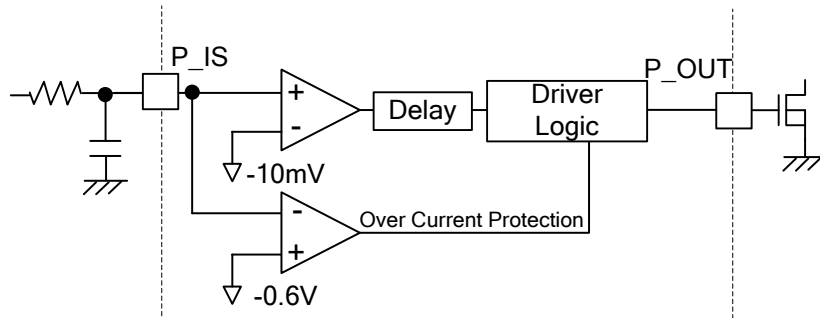 P_IS
P_OUT
+
-
Delay
Driver
Logic
-10mV
-
+
Over Current Protection
-0.6V